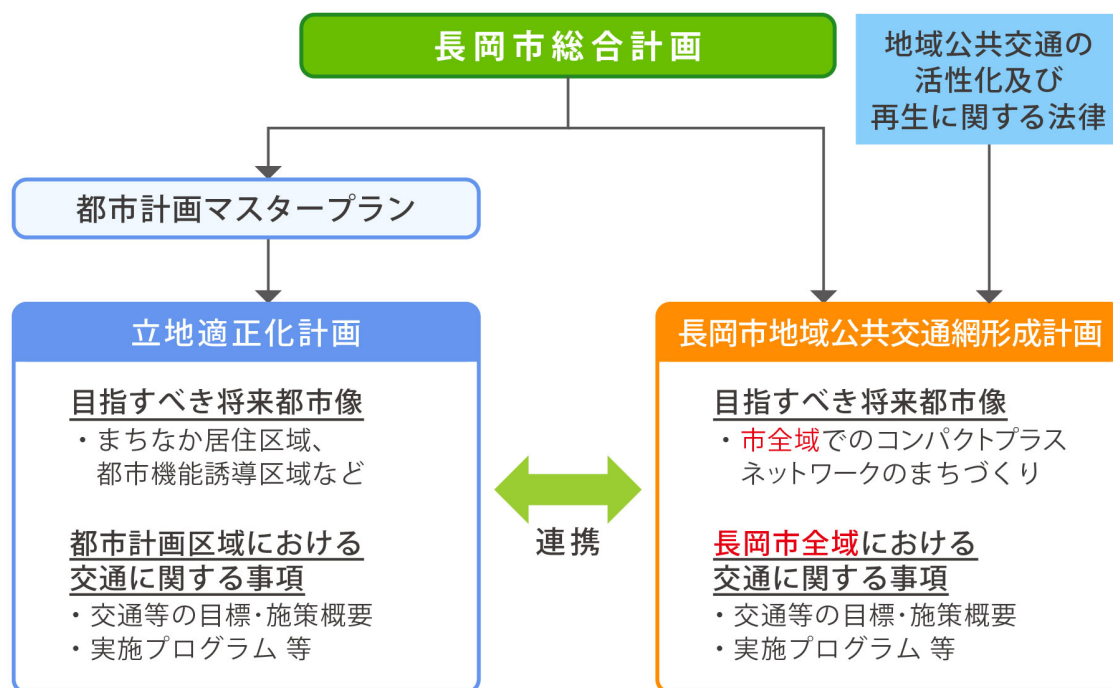 長岡市総合計画
地域公共交通の
活性化及び
再生に関する法律
都市計画マスタープラン
立地適正化計画
目指すべき将来都市像
・まちなか居住区域、
都市機能誘導区域など
都市計画区域における
交通に関する事項
・交通等の目標・施策概要
・実施プログラム 等
連携
長岡市地域公共交通網形成計画
目指すべき将来都市像
・市全域でのコンパクトプラス
ネットワークのまちづくり
長岡市全域における
交通に関する事項
・交通等の目標・施策概要
・実施プログラム 等